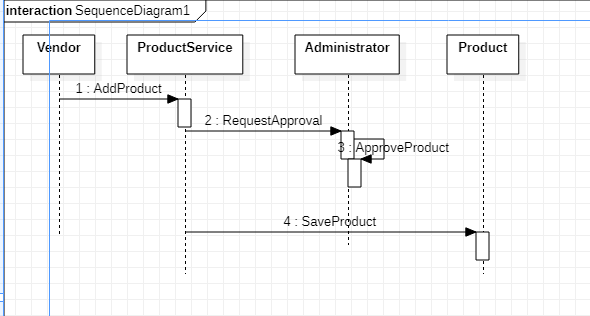 interaction SequenceDiagram1
Vendor
ProductService
Administrator
Product
1 : AddProduct
2 : RequestApproval
3 : ApproveProduct
4 : SaveProduct